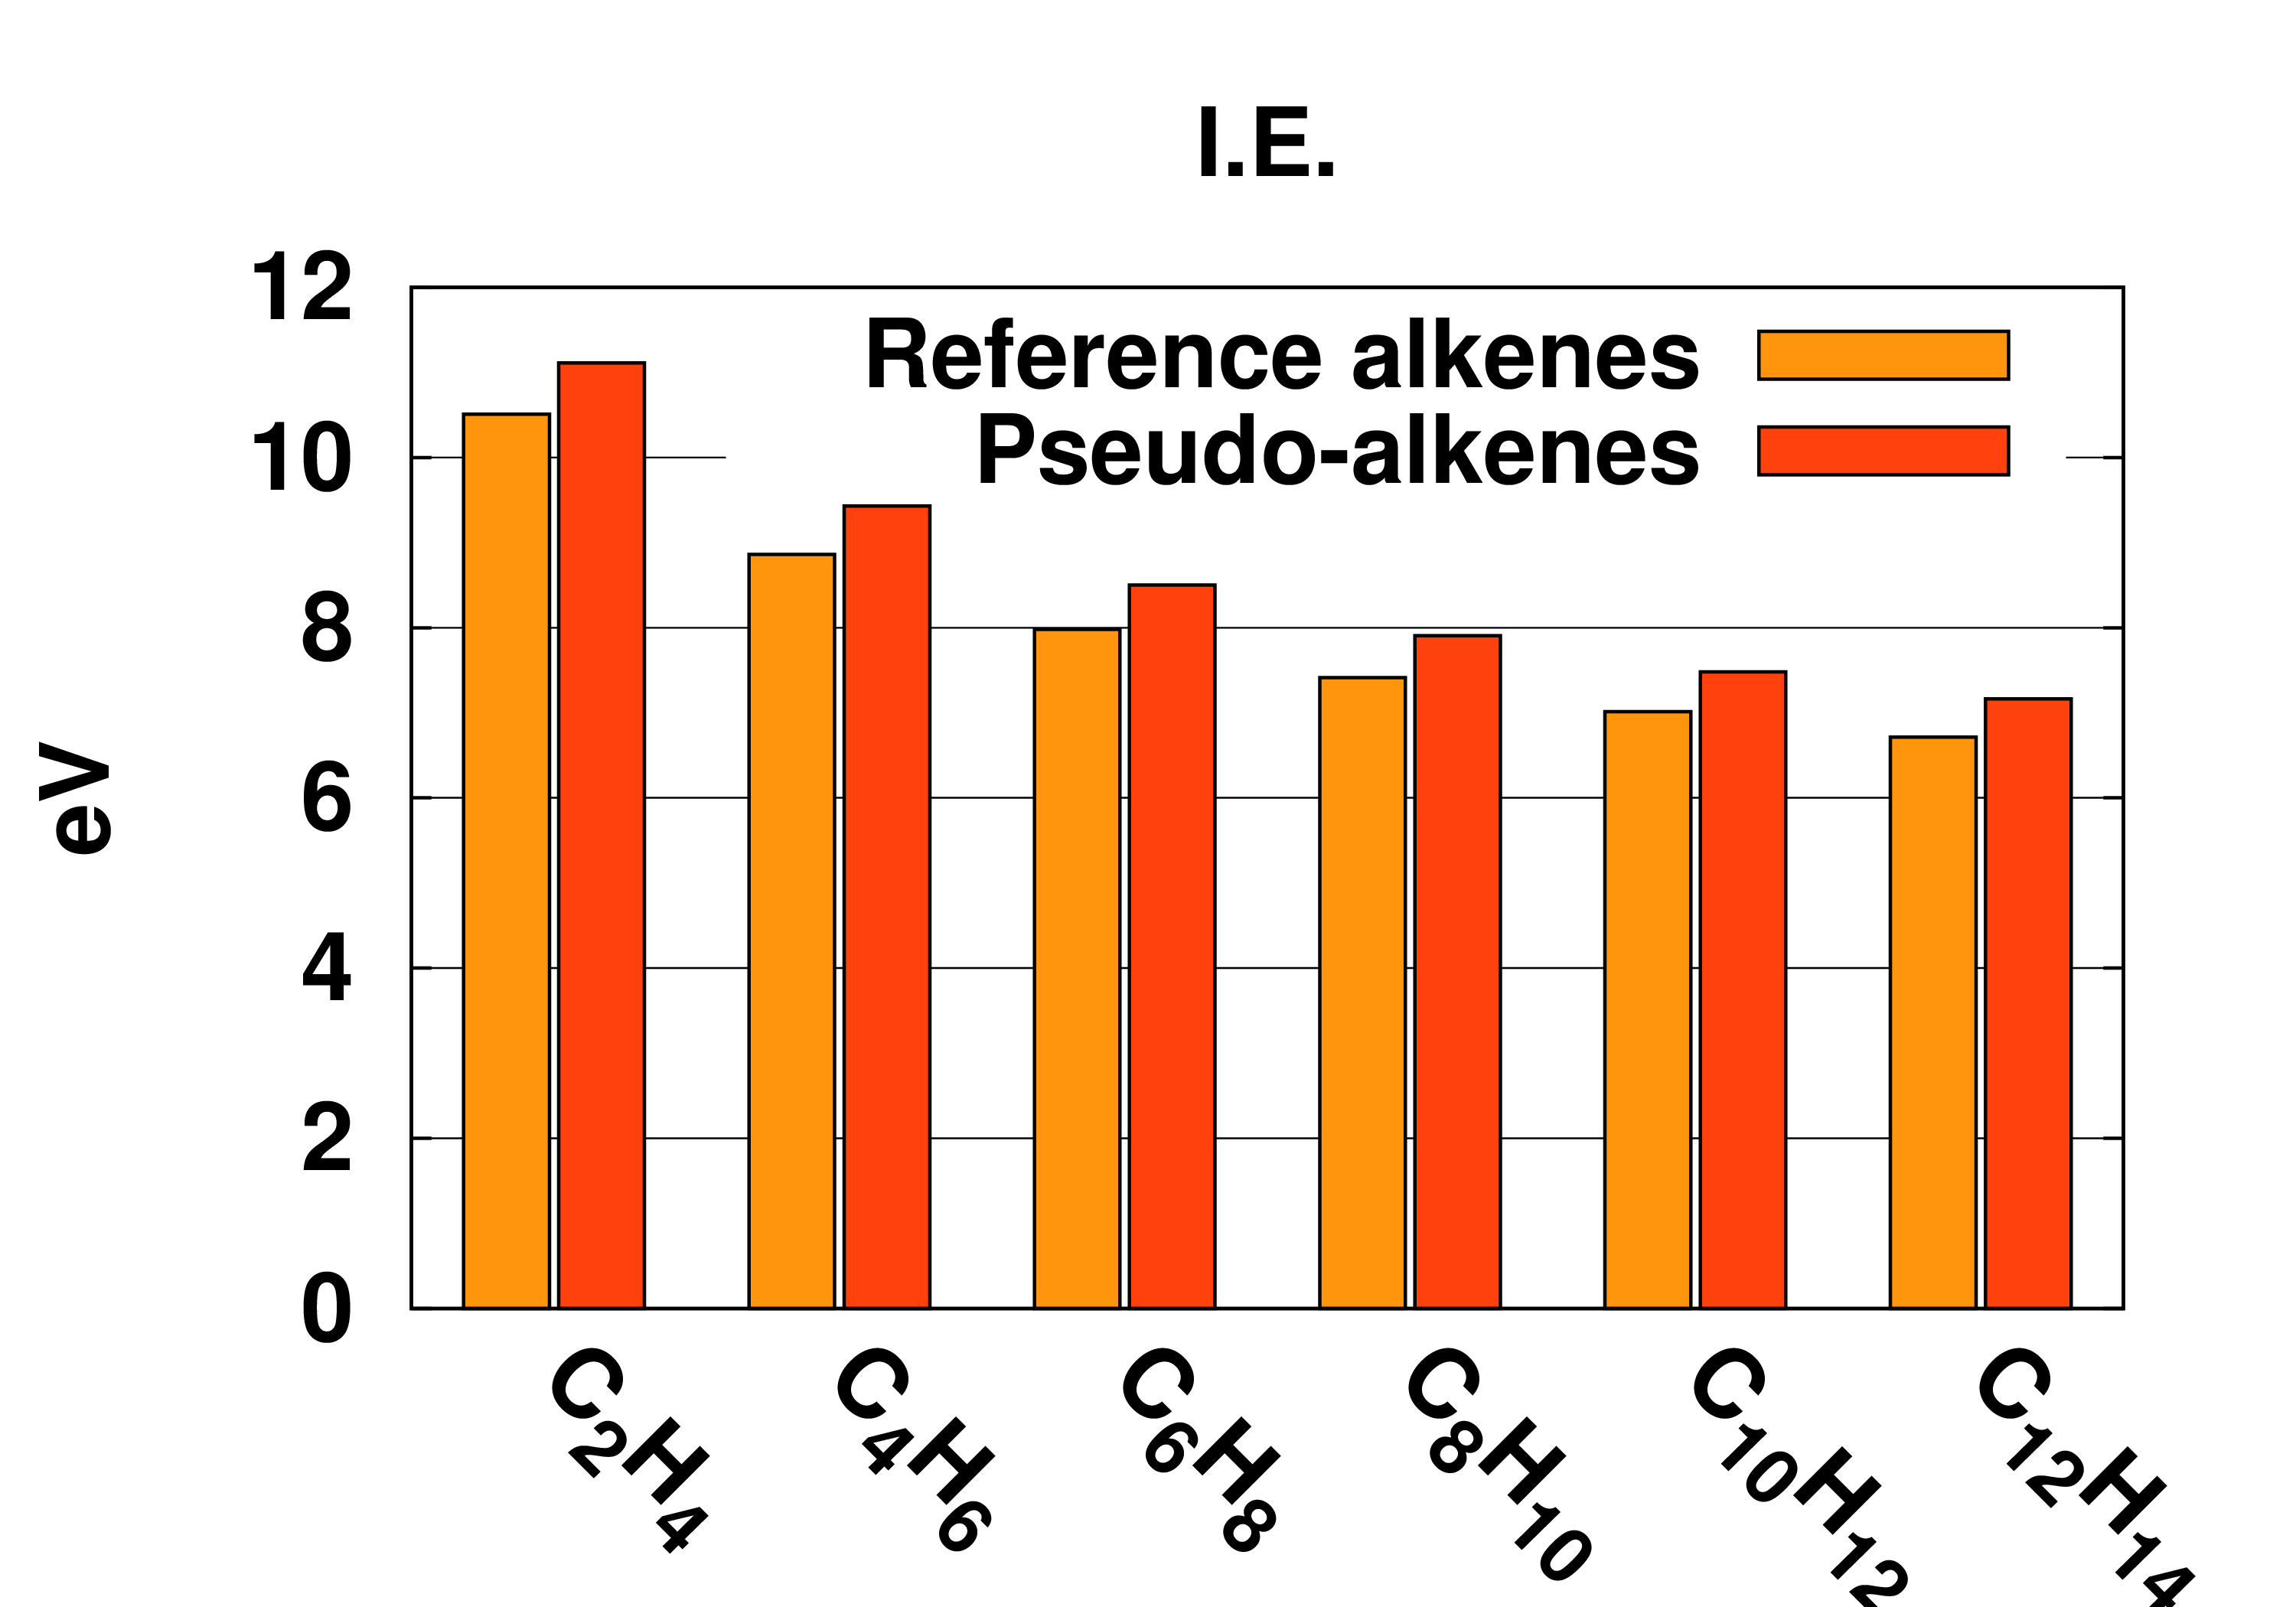 I.E.
12
10
8
6
4
2
0
eV
Reference alkenes
Pseudo-alkenes
C₂H₄
C₄H₆
C₆H₈
C₈H₁₀
C₁₀H₁₂
C₁₂H₁₄